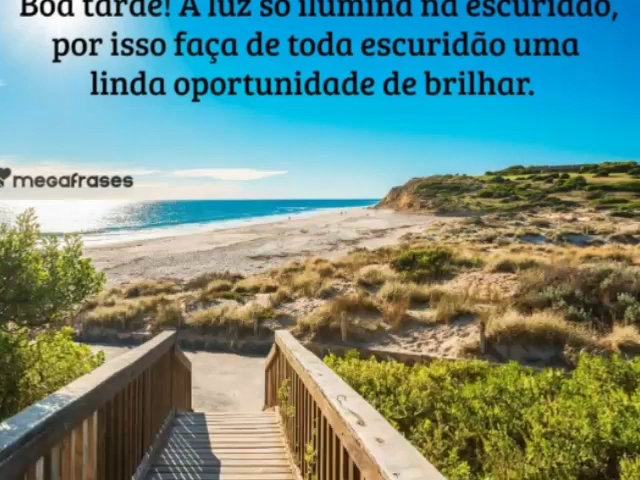 Boa tarde! A luz só ilumina na escuridão,
por isso faça de toda escuridão uma
linda oportunidade de brilhar.
megafrases